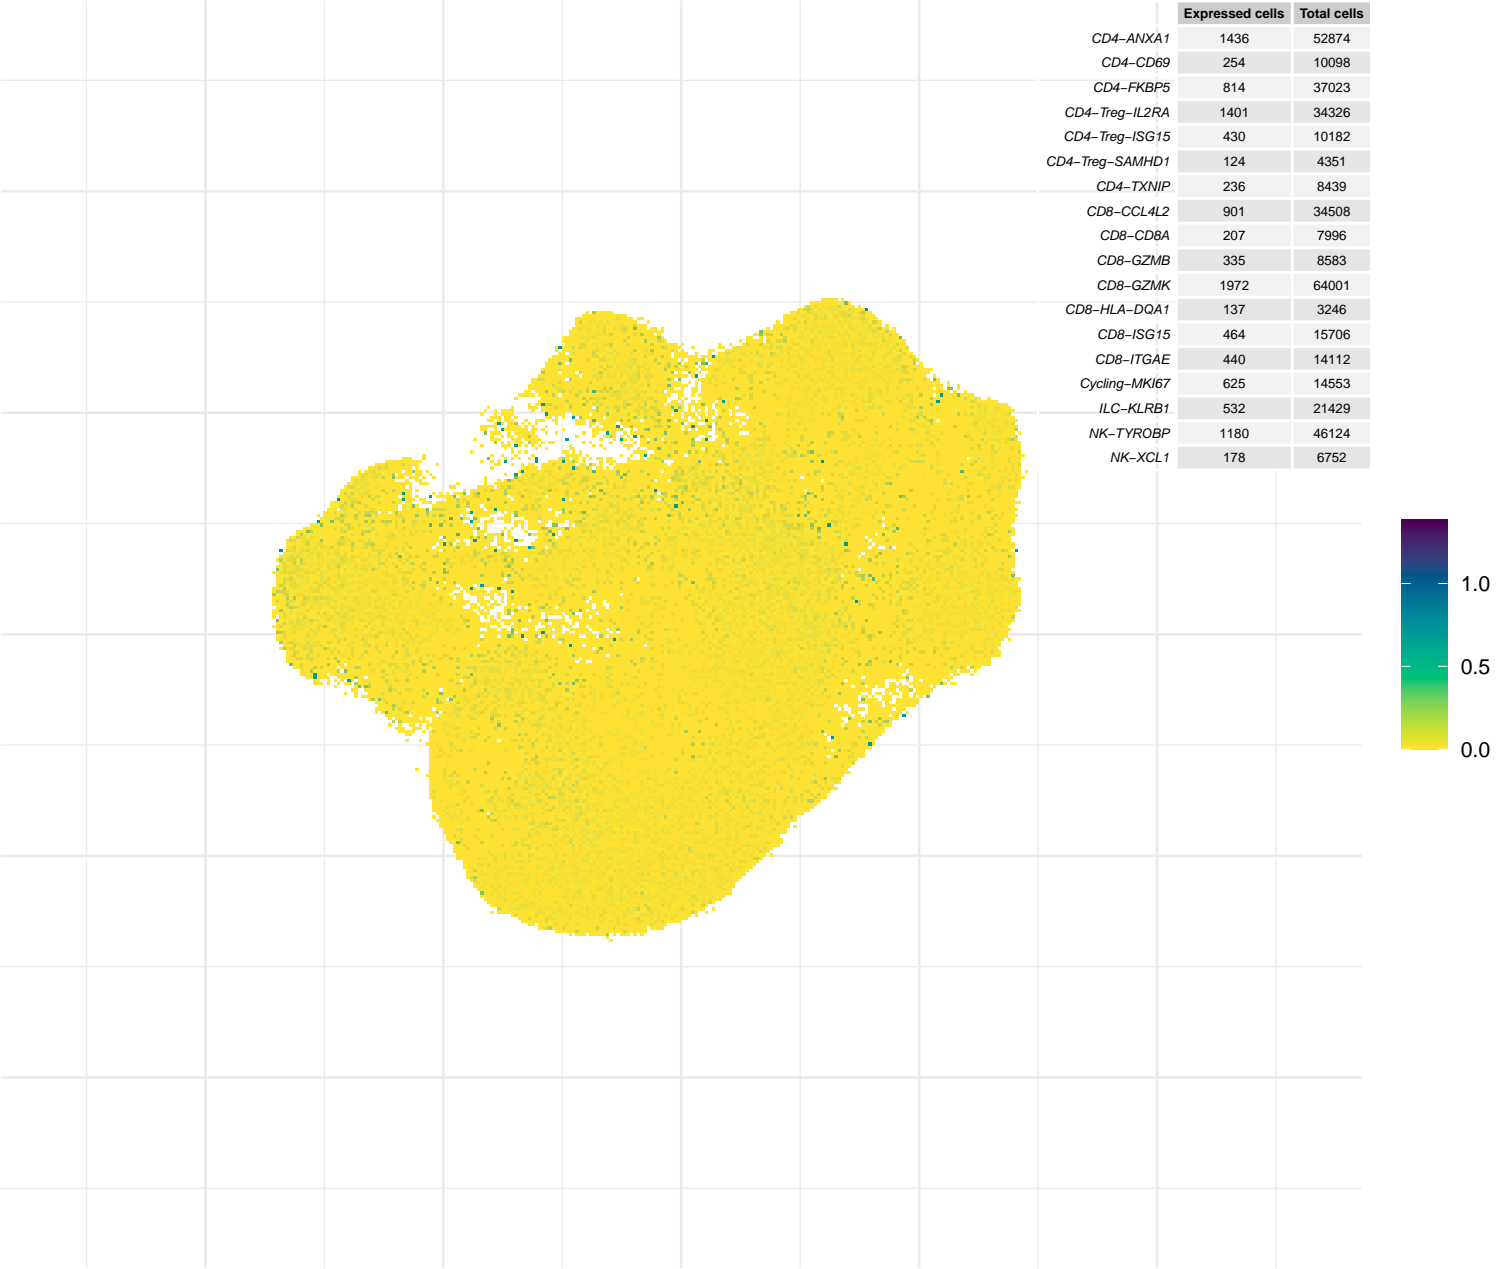 Expressed cells Total cells
CD4−ANXA1 1436 52874
CD4−CD69 254 10098
CD4−FKBP5 814 37023
CD4−Treg−IL2RA 1401 34326
CD4−Treg−ISG15 430 10182
CD4−Treg−SAMHD1 124 4351
CD4−TXNIP 236 8439
CD8−CCL4L2 901 34508
CD8−CD8A 207 7996
CD8−GZMB 335 8583
CD8−GZMK 1972 64001
CD8−HLA−DQA1 137 3246
CD8−ISG15 464 15706
CD8−ITGAE 440 14112
Cycling−MKI67 625 14553
ILC−KLRB1 532 21429
NK−TYROBP 1180 46124
NK−XCL1 178 6752
1.0
0.5
0.0